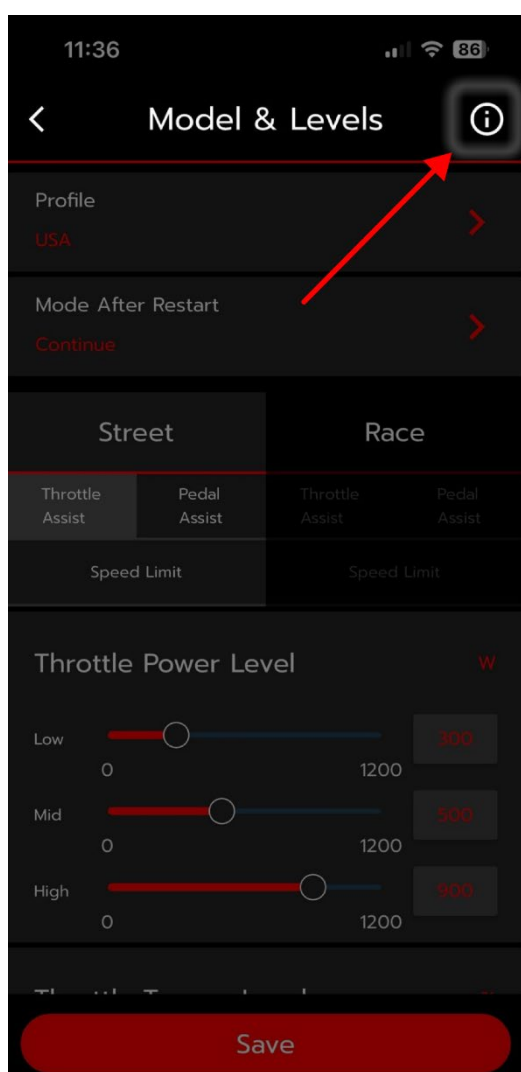 11:36
86
Model & Levels
Profile
USA
Mode After Restart
Continue
Street Race
Throttle Pedal Throttle Pedal
Assist Assist Assist Assist
Speed Limit Speed Limit
Throttle Power Level W
Low 300
0 1200
Mid 500
0 1200
High 900
0 1200
Save